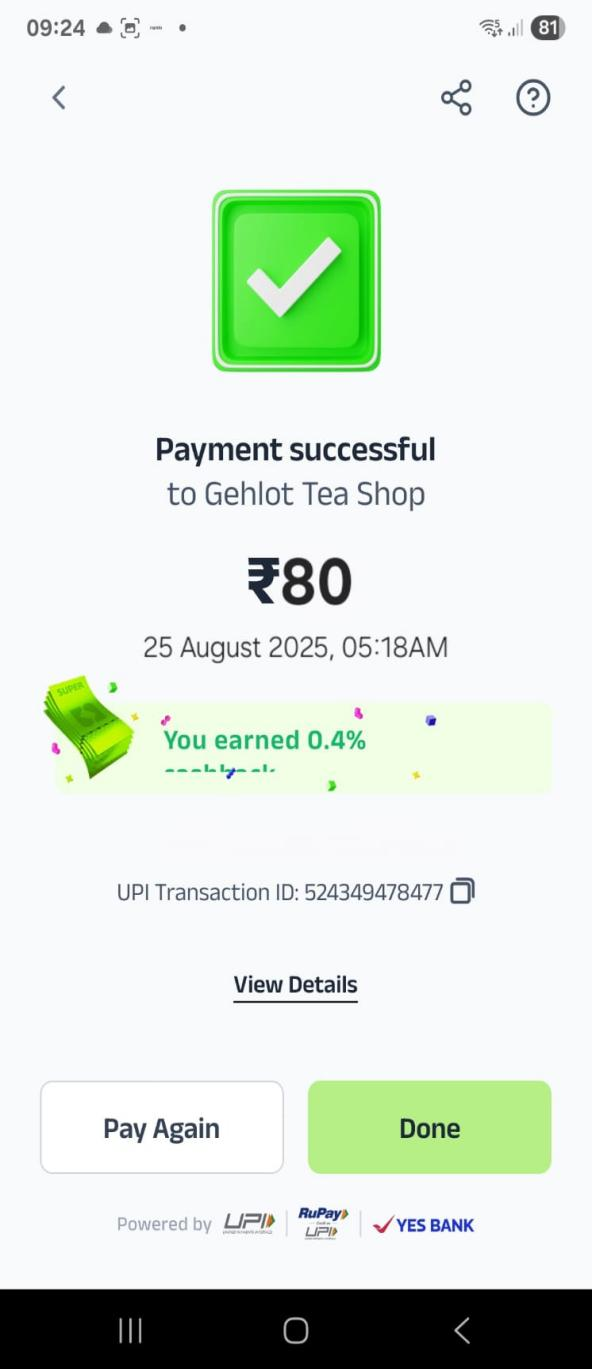 09:24
81
SUPER
Payment successful
to Gehlot Tea Shop
₹80
25 August 2025, 05:18AM
You earned 0.4%
cashback
UPI Transaction ID: 524349478477
View Details
Pay Again
Done
Powered by UPI RuPay UPI YES BANK